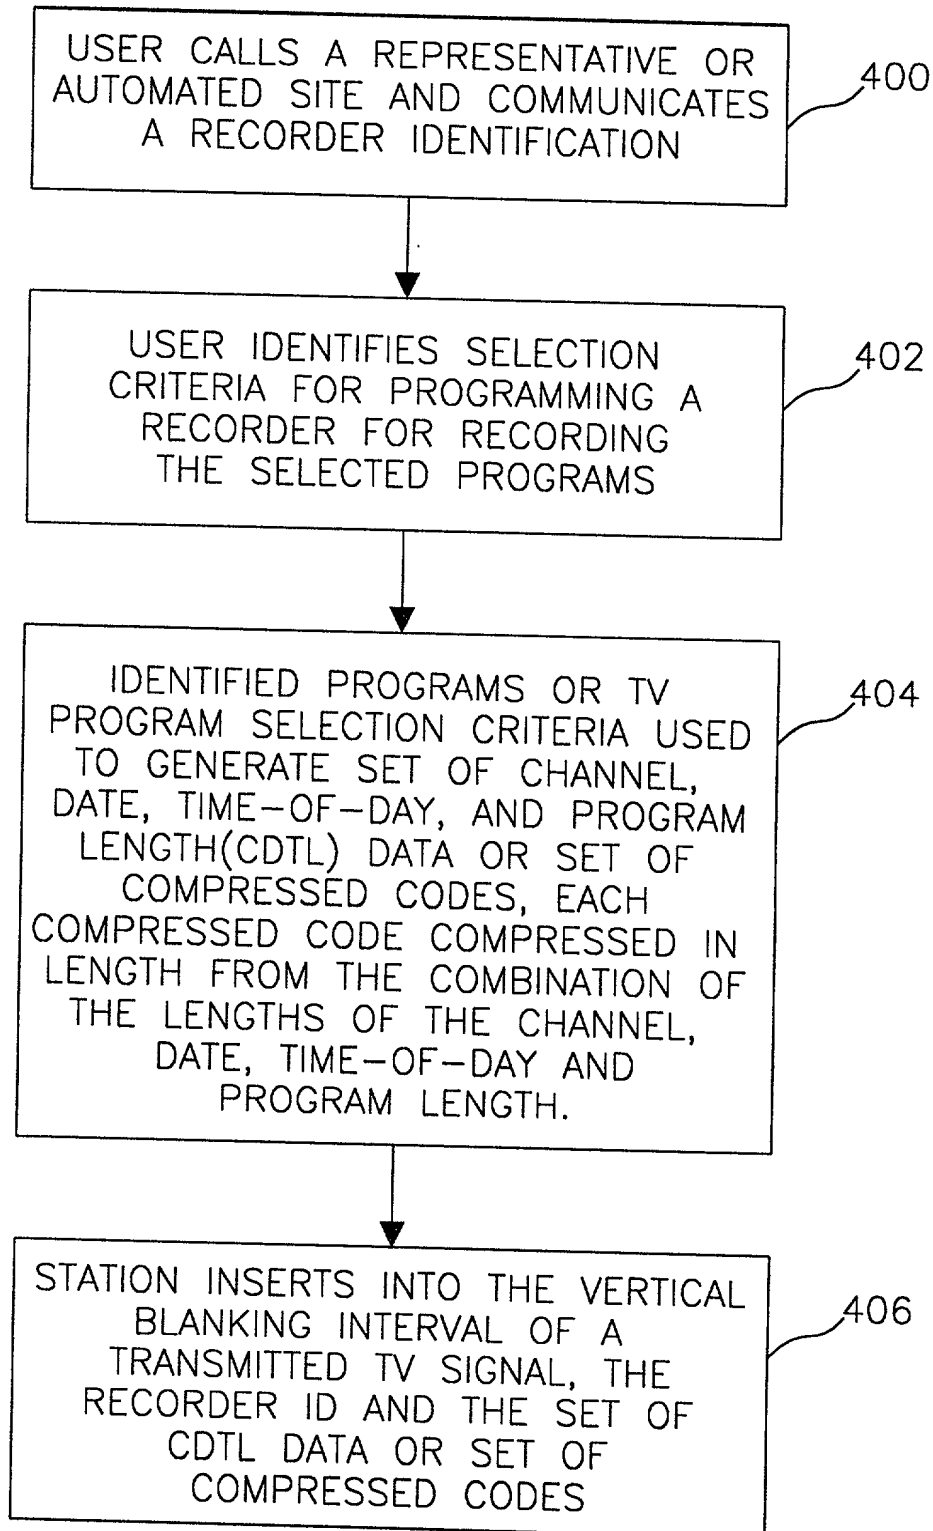 USER CALLS A REPRESENTATIVE OR
AUTOMATED SITE AND COMMUNICATES
A RECORDER IDENTIFICATION
400
USER IDENTIFIES SELECTION
CRITERIA FOR PROGRAMMING A
RECORDER FOR RECORDING
THE SELECTED PROGRAMS
402
IDENTIFIED PROGRAMS OR TV
PROGRAM SELECTION CRITERIA USED
TO GENERATE SET OF CHANNEL,
DATE, TIME-OF-DAY, AND PROGRAM
LENGTH(CDTL) DATA OR SET OF
COMPRESSED CODES, EACH
COMPRESSED CODE COMPRESSED IN
LENGTH FROM THE COMBINATION OF
THE LENGTHS OF THE CHANNEL,
DATE, TIME-OF-DAY AND
PROGRAM LENGTH.
404
STATION INSERTS INTO THE VERTICAL
BLANKING INTERVAL OF A
TRANSMITTED TV SIGNAL, THE
RECORDER ID AND THE SET OF
CDTL DATA OR SET OF
COMPRESSED CODES
406